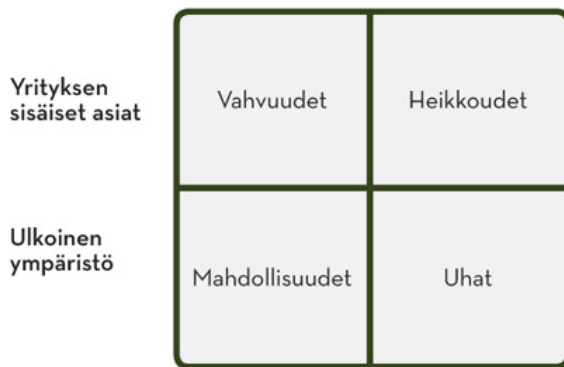 Yrityksen
sisäiset asiat
Vahvuudet
Heikkoudet
Ulkoinen
ympäristö
Mahdollisuudet
Uhat